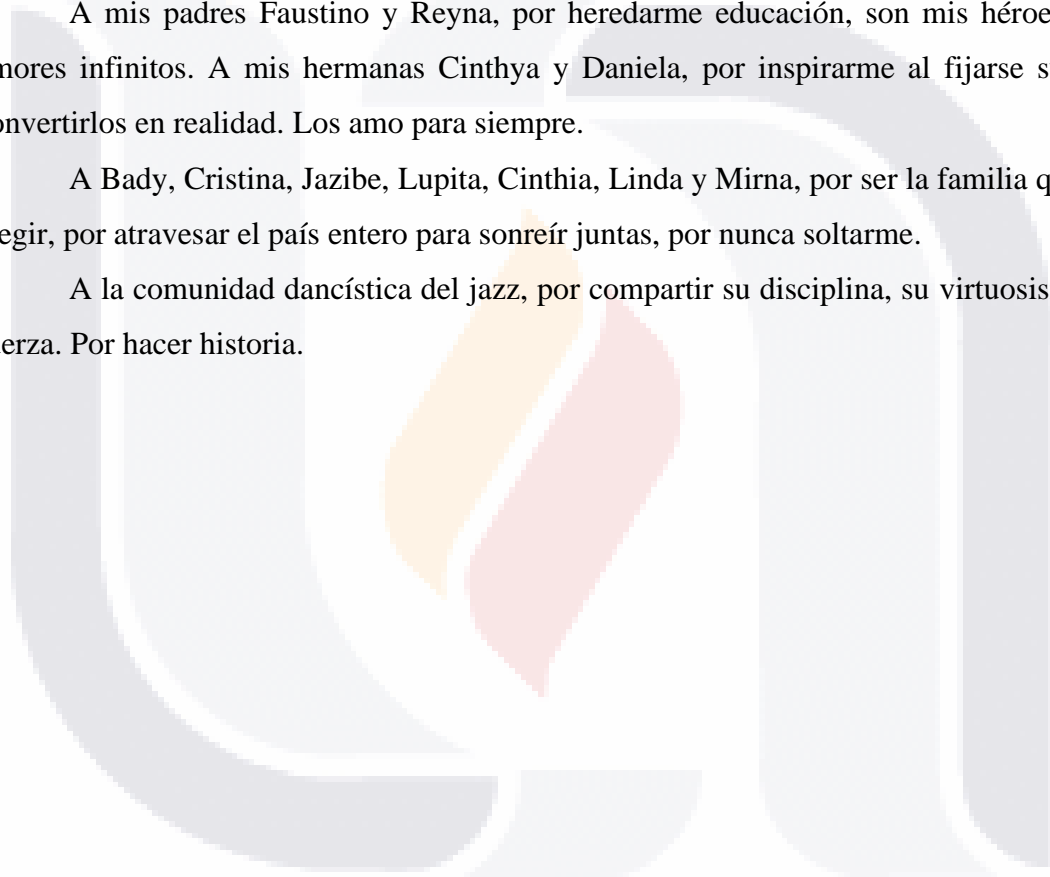 A mis padres Faustino y Reyna, por heredarme educación, son mis héroe
mores infinitos. A mis hermanas Cinthya y Daniela, por inspirarme al fijarse s
onvertirlos en realidad. Los amo para siempre.
A Bady, Cristina, Jazibe, Lupita, Cinthia, Linda y Mirna, por ser la familia q
egir, por atravesar el país entero para sonreír juntas, por nunca soltarme.
A la comunidad dancística del jazz, por compartir su disciplina, su virtuosis
erza. Por hacer historia.